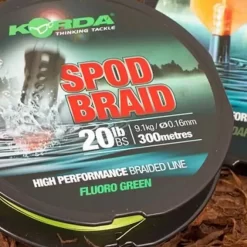 KORDA
THINKING TACKLE
SPOD
BRAID
20lb BS
9.1kg / Ø0.16mm
300metres
HIGH PERFORMANCE BRAIDED LINE
FLUORO GREEN